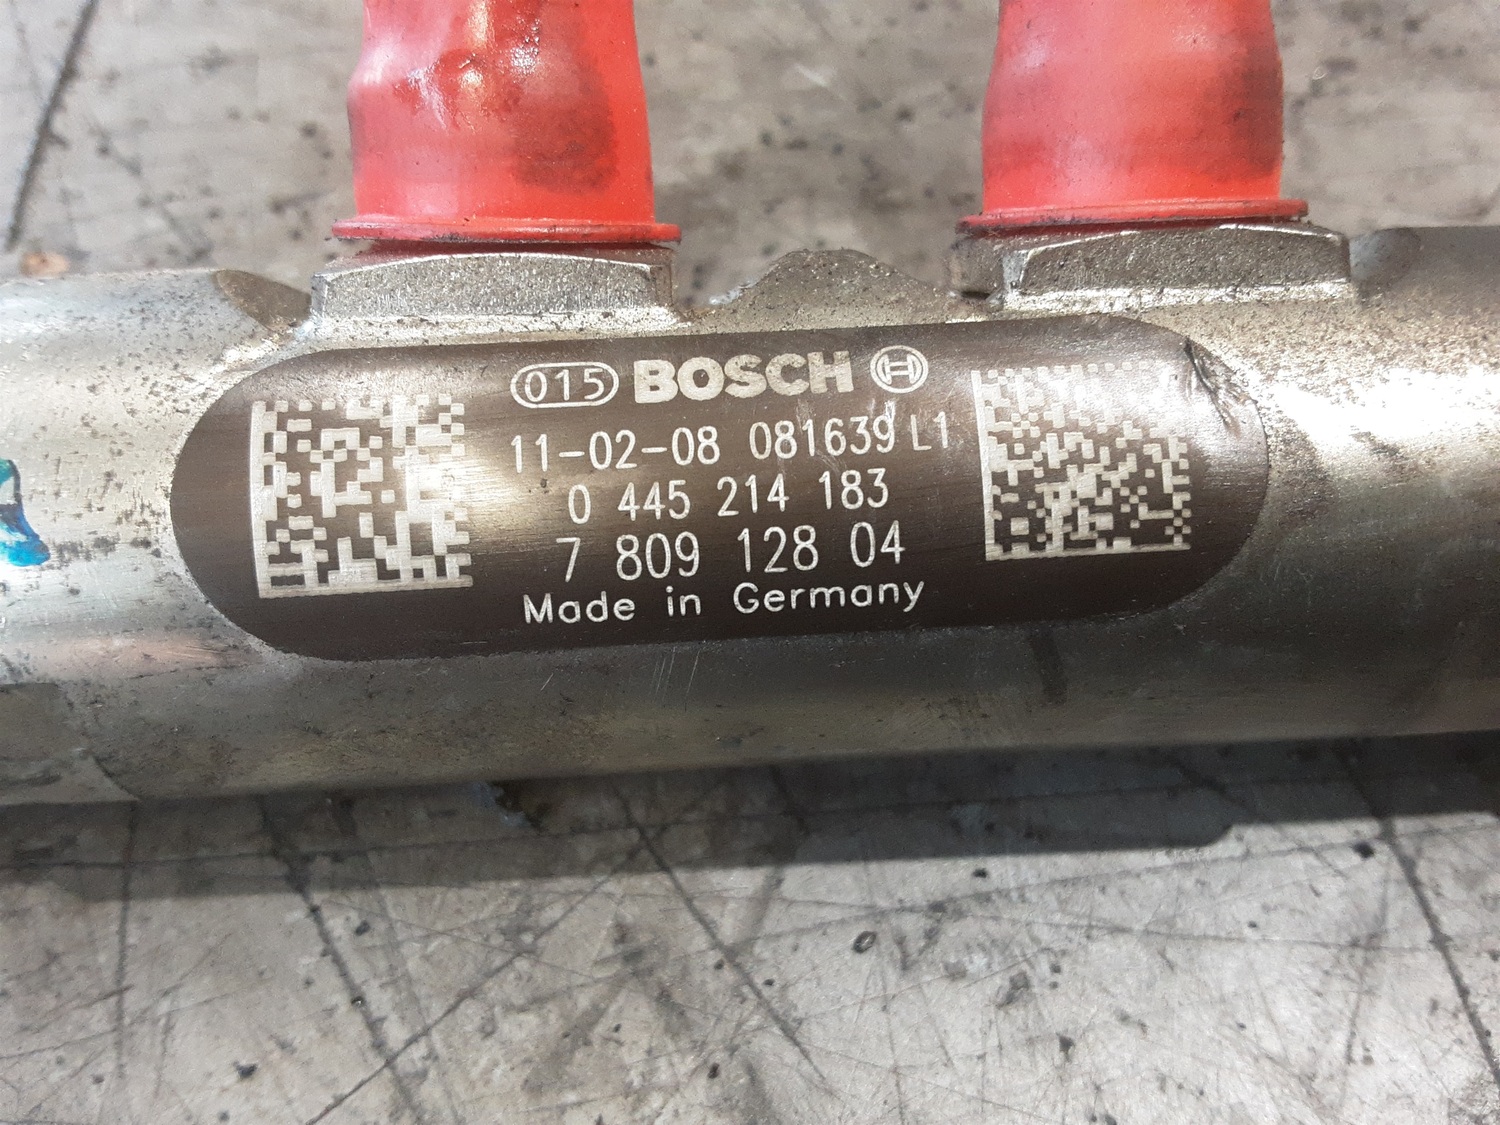 015 BOSCH
11-02-08 081639 L1
0 445 214 183
7 809 128 04
Made in Germany